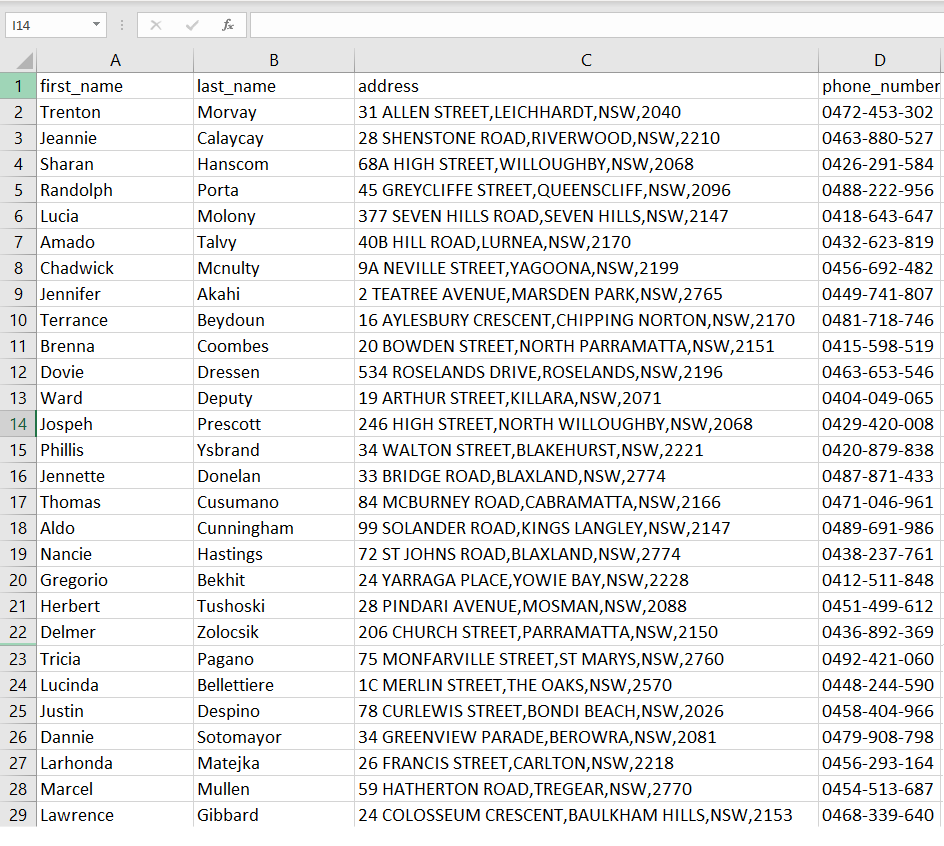 I14 fx
A B C D
1 first_name last_name address phone_number
2 Trenton Morvay 31 ALLEN STREET,LEICHHARDT,NSW,2040 0472-453-302
3 Jeannie Calaycay 28 SHENSTONE ROAD,RIVERWOOD,NSW,2210 0463-880-527
4 Sharan Hanscom 68A HIGH STREET,WILLOUGHBY,NSW,2068 0426-291-584
5 Randolph Porta 45 GREYCLIFFE STREET,QUEENSCLIFF,NSW,2096 0488-222-956
6 Lucia Molony 377 SEVEN HILLS ROAD,SEVEN HILLS,NSW,2147 0418-643-647
7 Amado Talvy 40B HILL ROAD,LURNEA,NSW,2170 0432-623-819
8 Chadwick Mcnulty 9A NEVILLE STREET,YAGOONA,NSW,2199 0456-692-482
9 Jennifer Akahi 2 TEATREE AVENUE,MARSDEN PARK,NSW,2765 0449-741-807
10 Terrance Beydoun 16 AYLESBURY CRESCENT,CHIPPING NORTON,NSW,2170 0481-718-746
11 Brenna Coombes 20 BOWDEN STREET,NORTH PARRAMATTA,NSW,2151 0415-598-519
12 Dovie Dressen 534 ROSELANDS DRIVE,ROSELANDS,NSW,2196 0463-653-546
13 Ward Deputy 19 ARTHUR STREET,KILLARA,NSW,2071 0404-049-065
14 Jospeh Prescott 246 HIGH STREET,NORTH WILLOUGHBY,NSW,2068 0429-420-008
15 Phillis Ysbrand 34 WALTON STREET,BLAKEHURST,NSW,2221 0420-879-838
16 Jennette Donelan 33 BRIDGE ROAD,BLAXLAND,NSW,2774 0487-871-433
17 Thomas Cusumano 84 MCBURNEY ROAD,CABRAMATTA,NSW,2166 0471-046-961
18 Aldo Cunningham 99 SOLANDER ROAD,KINGS LANGLEY,NSW,2147 0489-691-986
19 Nancie Hastings 72 ST JOHNS ROAD,BLAXLAND,NSW,2774 0438-237-761
20 Gregorio Bekhit 24 YARRAGA PLACE,YOWIE BAY,NSW,2228 0412-511-848
21 Herbert Tushoski 28 PINDARI AVENUE,MOSMAN,NSW,2088 0451-499-612
22 Delmer Zolocsik 206 CHURCH STREET,PARRAMATTA,NSW,2150 0436-892-369
23 Tricia Pagano 75 MONFARVILLE STREET,ST MARYS,NSW,2760 0492-421-060
24 Lucinda Bellettiere 1C MERLIN STREET,THE OAKS,NSW,2570 0448-244-590
25 Justin Despino 78 CURLEWIS STREET,BONDI BEACH,NSW,2026 0458-404-966
26 Dannie Sotomayor 34 GREENVIEW PARADE,BEROWRA,NSW,2081 0479-908-798
27 Larhonda Matejka 26 FRANCIS STREET,CARLTON,NSW,2218 0456-293-164
28 Marcel Mullen 59 HATHERTON ROAD,TREGEAR,NSW,2770 0454-513-687
29 Lawrence Gibbard 24 COLOSSEUM CRESCENT,BAULKHAM HILLS,NSW,2153 0468-339-640